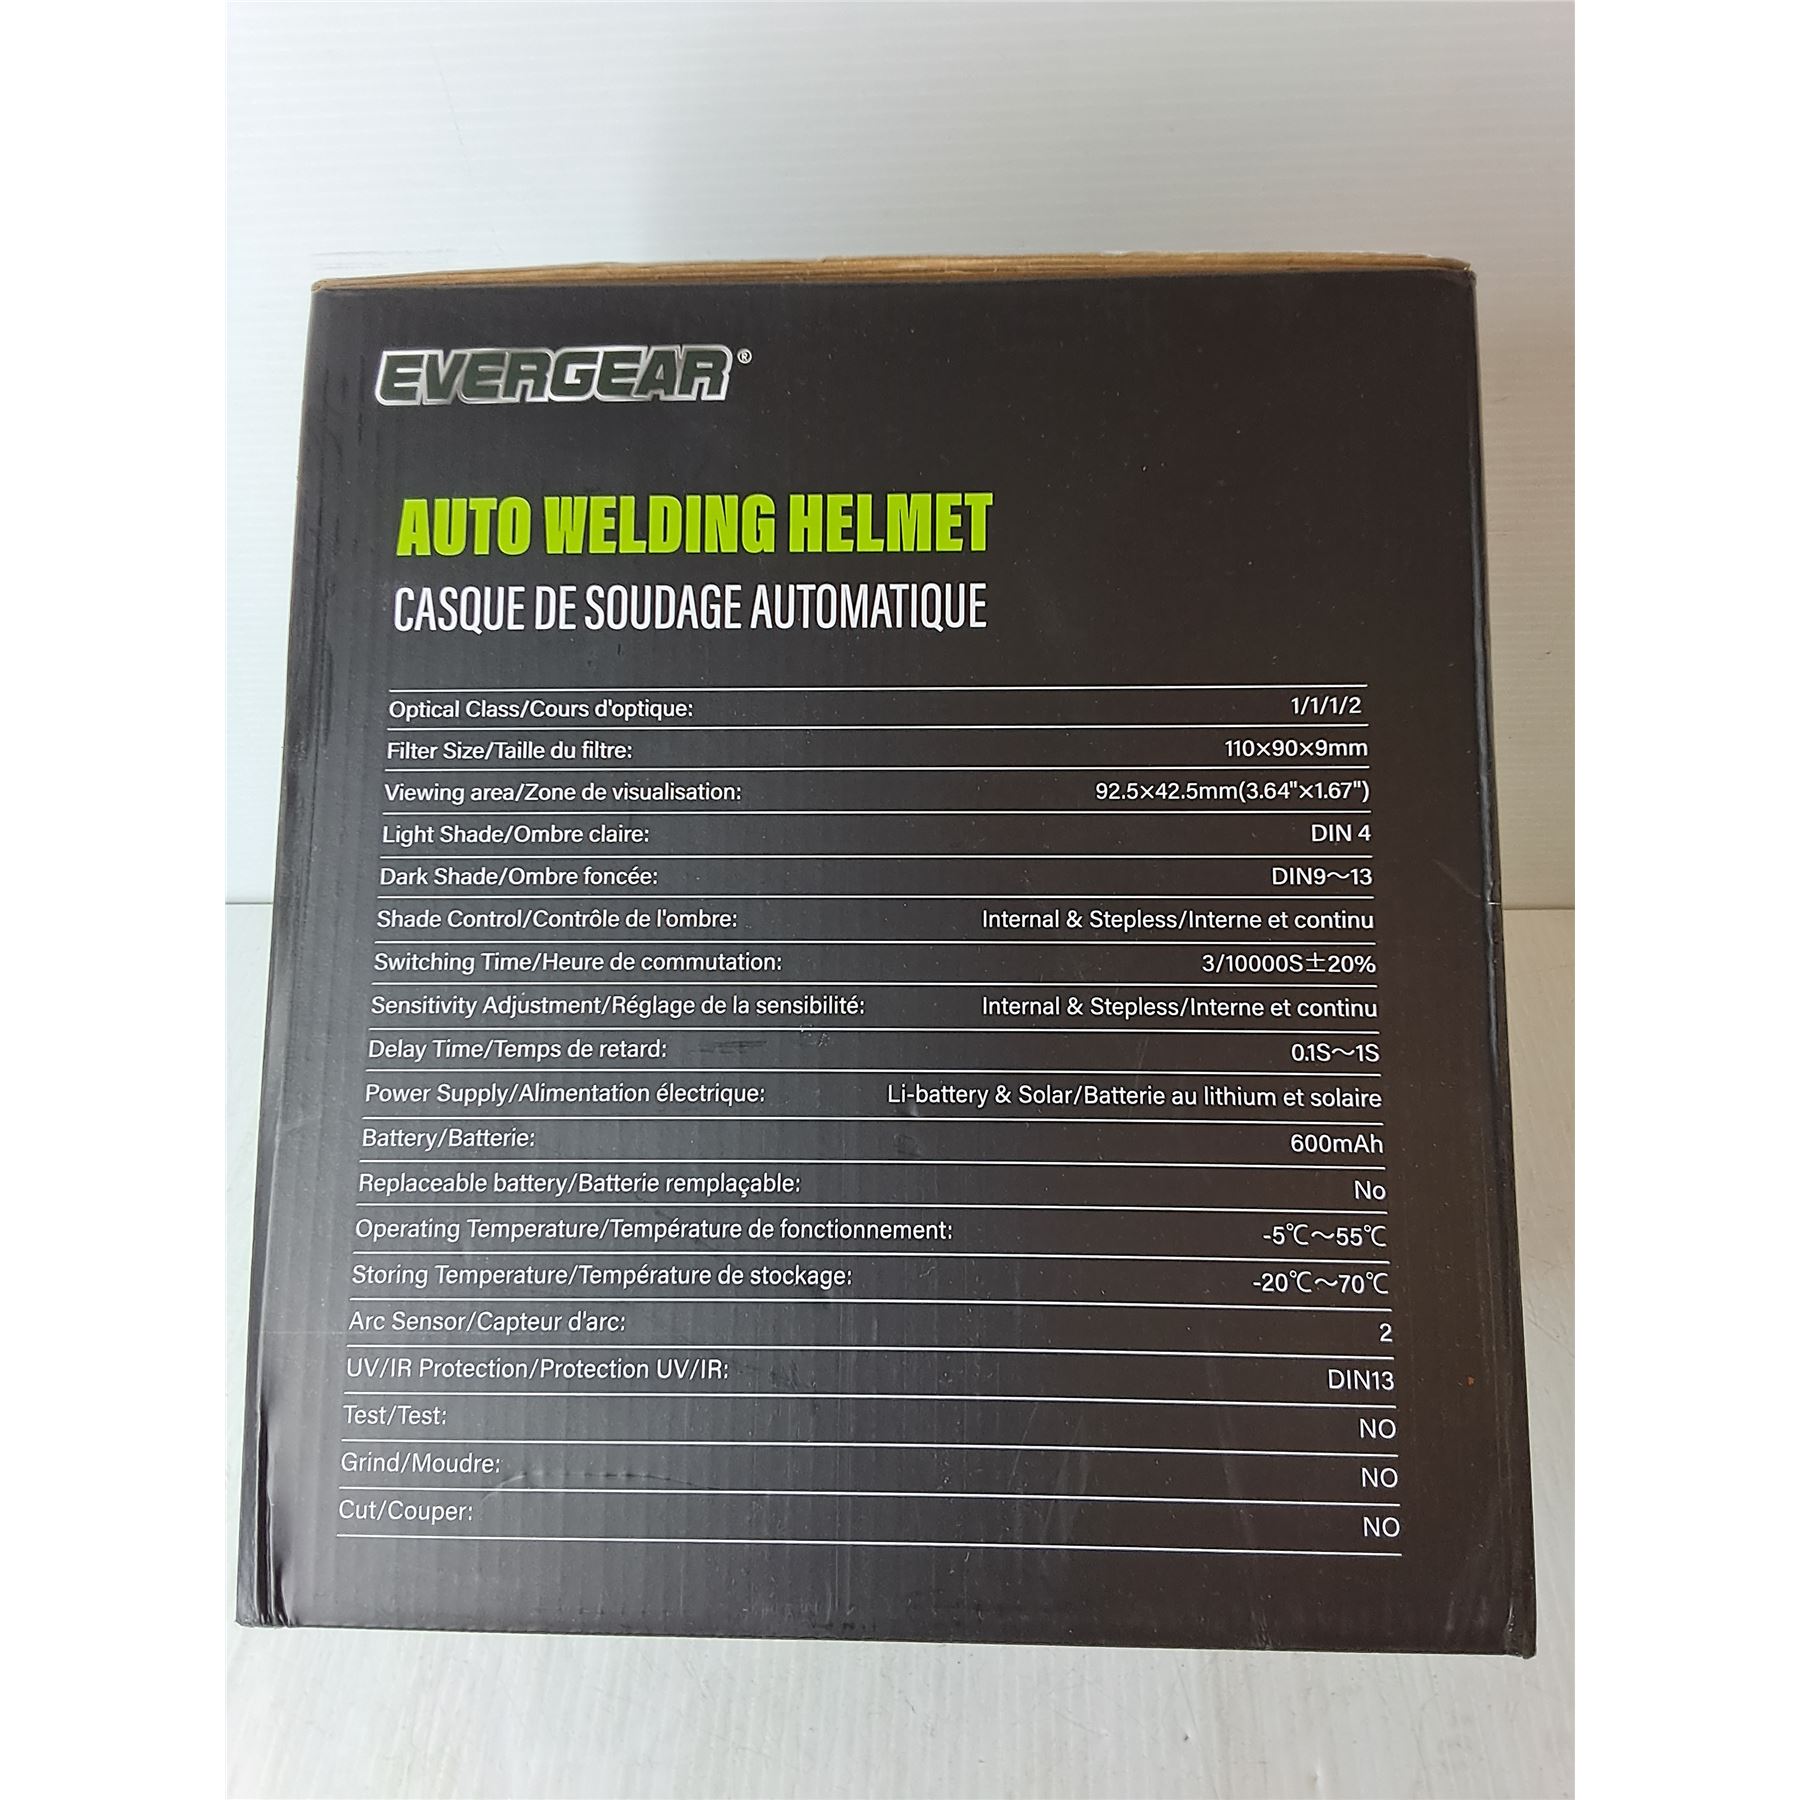 EVERGEAR®
AUTO WELDING HELMET
CASQUE DE SOUDAGE AUTOMATIQUE
Optical Class/Cours d'optique: 1/1/1/2
Filter Size/Taille du filtre: 110×90×9mm
Viewing area/Zone de visualisation: 92.5×42.5mm(3.64"×1.67")
Light Shade/Ombre claire: DIN 4
Dark Shade/Ombre foncée: DIN9～13
Shade Control/Contrôle de l'ombre: Internal & Stepless/Interne et continu
Switching Time/Heure de commutation: 3/10000S±20%
Sensitivity Adjustment/Réglage de la sensibilité: Internal & Stepless/Interne et continu
Delay Time/Temps de retard: 0.1S～1S
Power Supply/Alimentation électrique: Li-battery & Solar/Batterie au lithium et solaire
Battery/Batterie: 600mAh
Replaceable battery/Batterie remplaçable: No
Operating Temperature/Température de fonctionnement: -5℃～55℃
Storing Temperature/Température de stockage: -20℃～70℃
Arc Sensor/Capteur d'arc: 2
UV/IR Protection/Protection UV/IR: DIN13
Test/Test: NO
Grind/Moudre: NO
Cut/Couper: NO